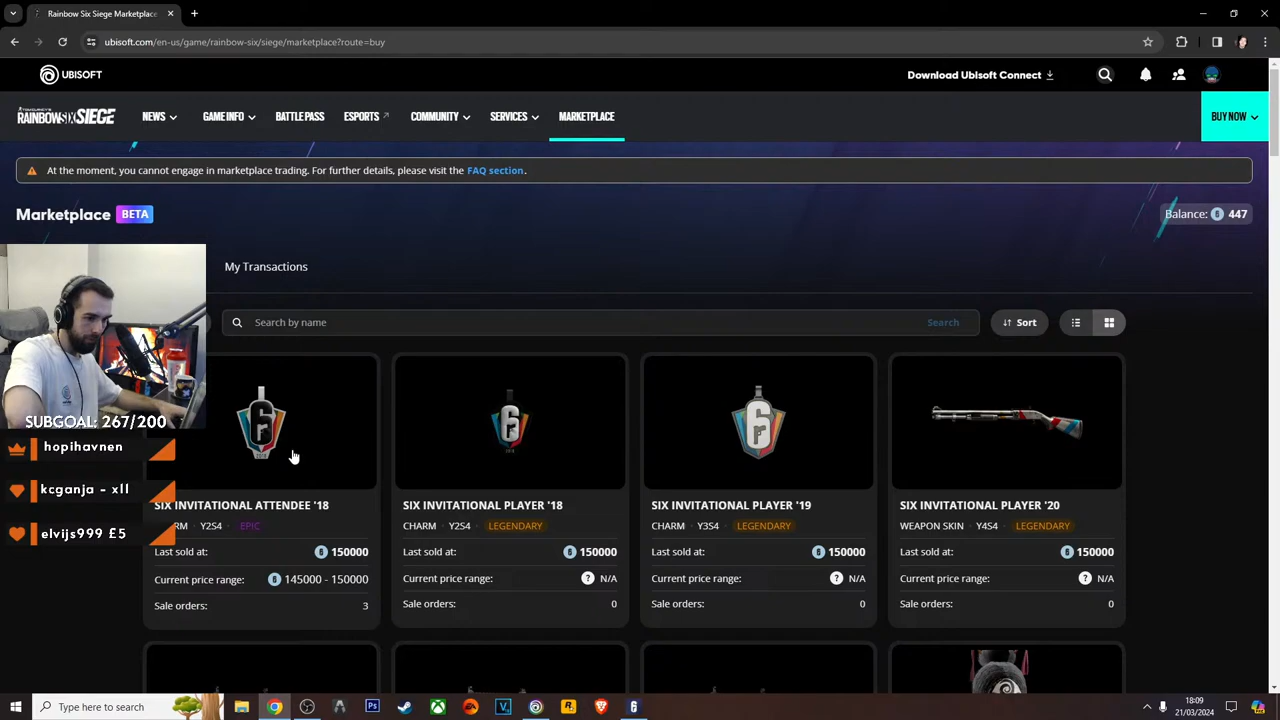 Rainbow Six Siege Marketplace
ubisoft.com/en-us/game/rainbow-six/siege/marketplace?route=buy
UBISOFT
Download Ubisoft Connect
RAINBOW SIX SIEGE
NEWS
GAME INFO
BATTLE PASS
ESPORTS
COMMUNITY
SERVICES
MARKETPLACE
BUY NOW
At the moment, you cannot engage in marketplace trading. For further details, please visit the FAQ section.
Marketplace BETA
Balance: 447
My Transactions
Search by name
Search
Sort
SUBGOAL: 267/200
hopihavnen
kcganja - x11
elvijs999 £5
SIX INVITATIONAL ATTENDEE '18
Y2S4 EPIC
Last sold at: 150000
Current price range: 145000 - 150000
Sale orders: 3
SIX INVITATIONAL PLAYER '18
CHARM Y2S4 LEGENDARY
Last sold at: 150000
Current price range: ? N/A
Sale orders: 0
SIX INVITATIONAL PLAYER '19
CHARM Y3S4 LEGENDARY
Last sold at: 150000
Current price range: ? N/A
Sale orders: 0
SIX INVITATIONAL PLAYER '20
WEAPON SKIN Y4S4 LEGENDARY
Last sold at: 150000
Current price range: ? N/A
Sale orders: 0
Type here to search
18:09
21/03/2024